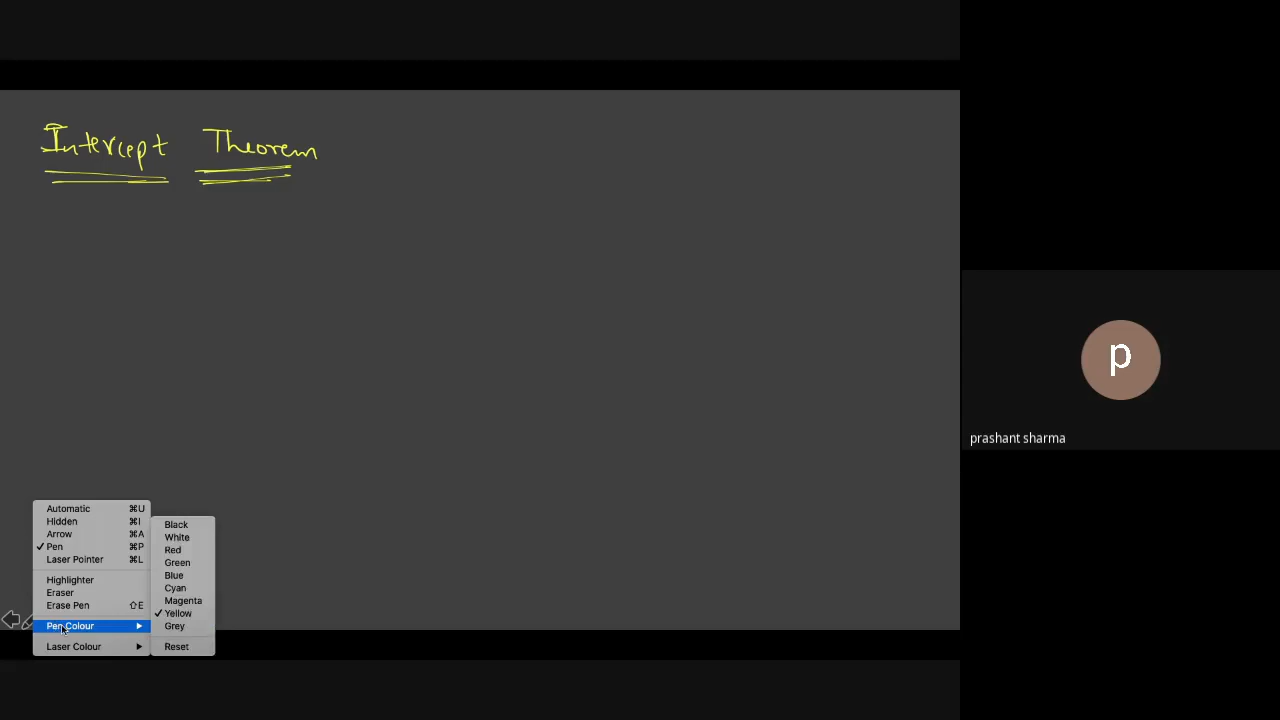 Intercept Theorem
prashant sharma
p
Automatic ⌘U
Hidden ⌘I
Arrow ⌘A
✓ Pen ⌘P
Laser Pointer ⌘L
Highlighter
Eraser
Erase Pen ⇧E
Pen Colour ▶
Laser Colour ▶
Black
White
Red
Green
Blue
Cyan
Magenta
✓ Yellow
Grey
Reset